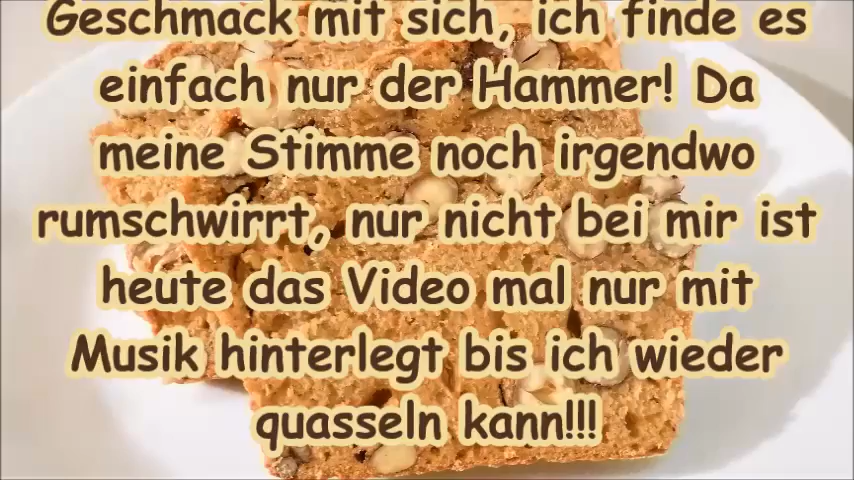 Geschmack mit sich, ich finde es
einfach nur der Hammer! Da
meine Stimme noch irgendwo
rumschwirrt, nur nicht bei mir ist
heute das Video mal nur mit
Musik hinterlegt bis ich wieder
quasseln kann!!!